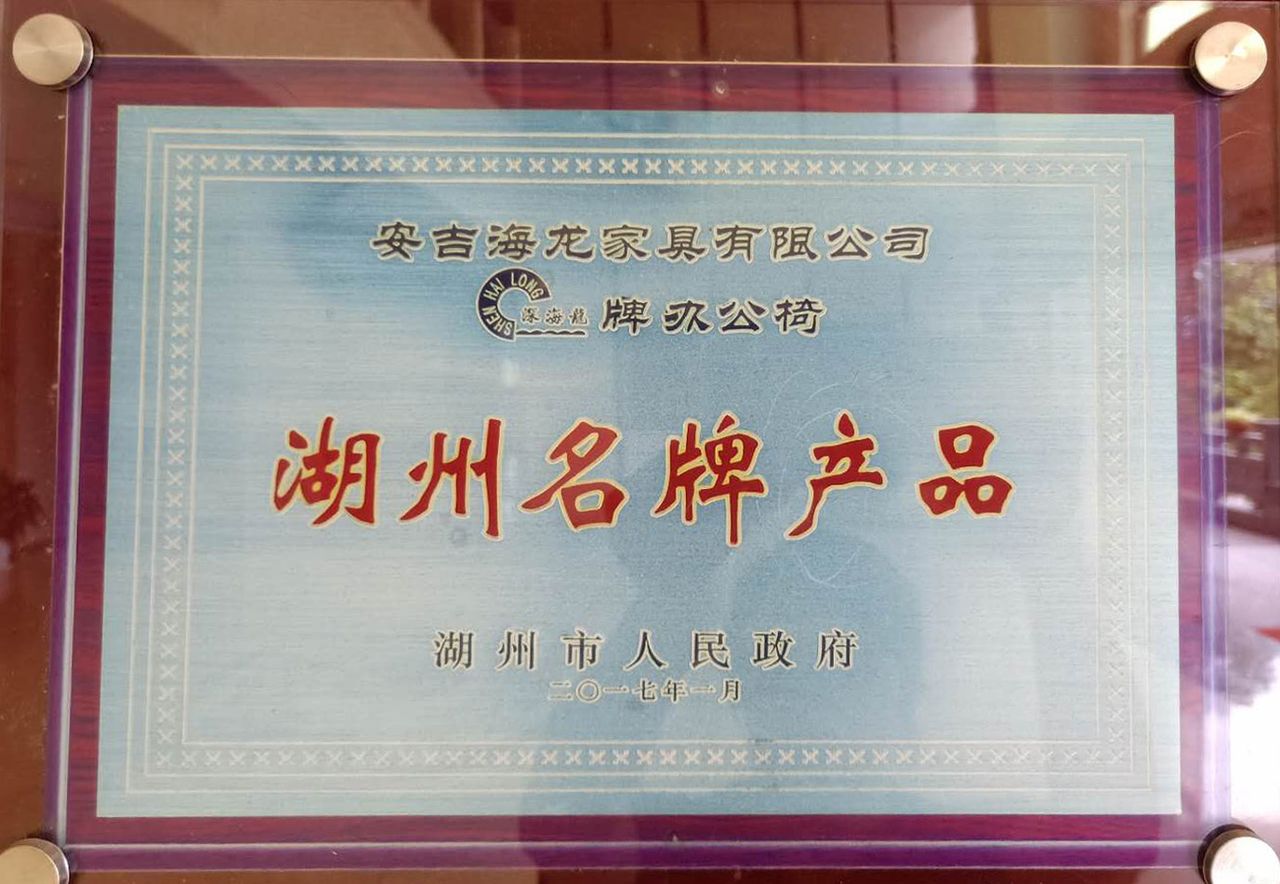 安吉海龙家具有限公司
SHEN HAI LONG 深海龍 牌办公椅
湖州名牌产品
湖州市人民政府
二〇一七年一月